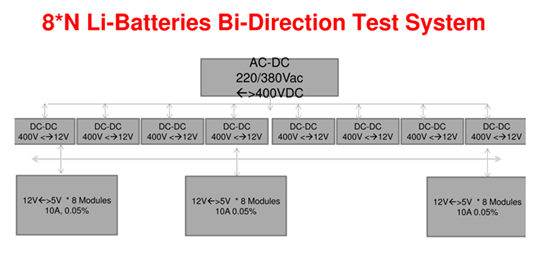 8*N Li-Batteries Bi-Direction Test System
AC-DC
220/380Vac
←>400VDC
DC-DC
400V <→12V
DC-DC
400V <→12V
DC-DC
400V <→12V
DC-DC
400V <→12V
DC-DC
400V <→12V
DC-DC
400V <→12V
DC-DC
400V <→12V
DC-DC
400V <→12V
12V←>5V * 8 Modules
10A, 0.05%
12V←>5V * 8 Modules
10A 0.05%
12V←>5V * 8 Modules
10A 0.05%